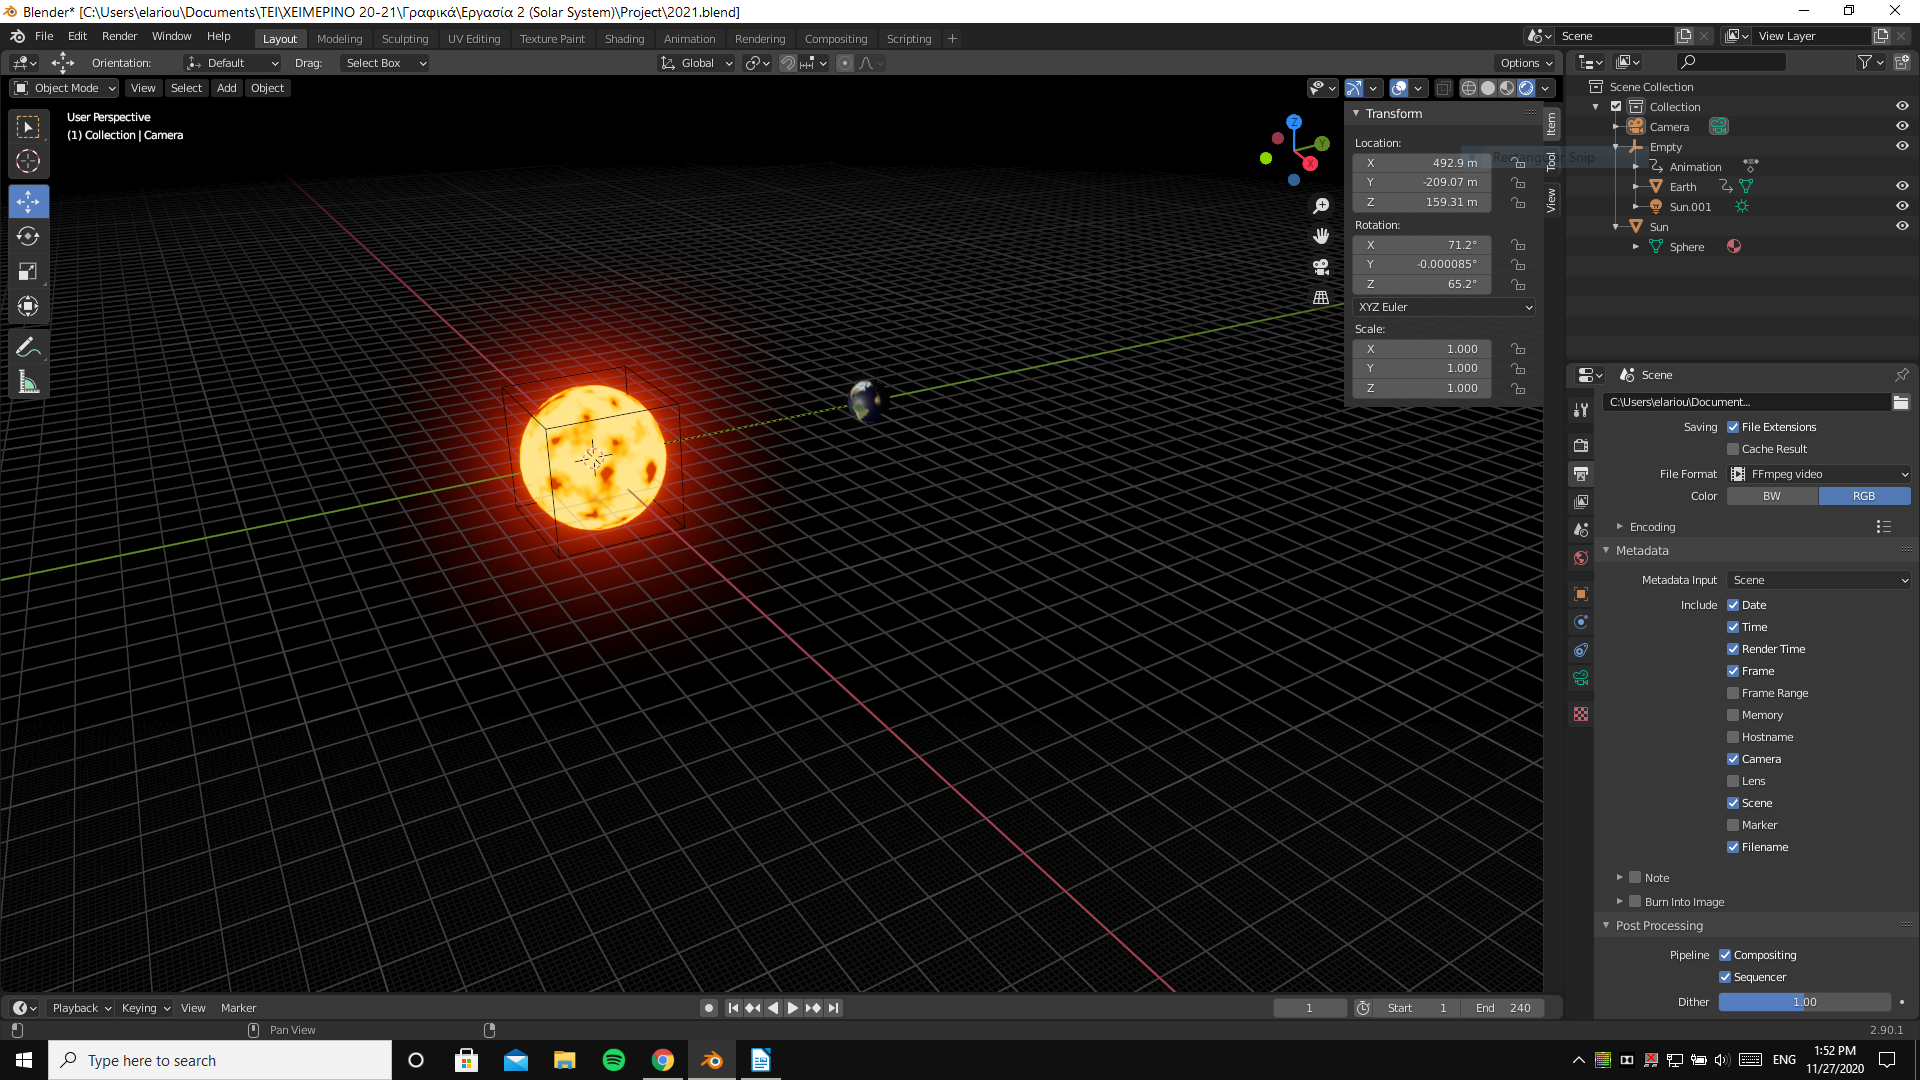 Blender* [C:\Users\elariou\Documents\TEI\ΧΕΙΜΕΡΙΝΟ 20-21\Γραφικά\Εργασία 2 (Solar System)\Project\2021.blend]
File Edit Render Window Help Layout Modeling Sculpting UV Editing Texture Paint Shading Animation Rendering Compositing Scripting + Scene View Layer
Orientation: Default Drag: Select Box Global Options
Object Mode View Select Add Object
User Perspective
(1) Collection | Camera
Z
Y
X
Transform
Location:
X 492.9 m
Y -209.07 m
Z 159.31 m
Rotation:
X 71.2°
Y -0.000085°
Z 65.2°
XYZ Euler
Scale:
X 1.000
Y 1.000
Z 1.000
Item
Tool
View
Rectangular Snip
Scene Collection
Collection
Camera
Empty
Animation
Earth
Sun.001
Sun
Sphere
Scene
C:\Users\elariou\Document...
Saving File Extensions
Cache Result
File Format FFmpeg video
Color BW RGB
Encoding
Metadata
Metadata Input Scene
Include Date
Time
Render Time
Frame
Frame Range
Memory
Hostname
Camera
Lens
Scene
Marker
Filename
Note
Burn Into Image
Post Processing
Pipeline Compositing
Sequencer
Dither 1.00
Playback Keying View Marker 1 Start 1 End 240
Pan View 2.90.1
Type here to search
ENG
1:52 PM
11/27/2020